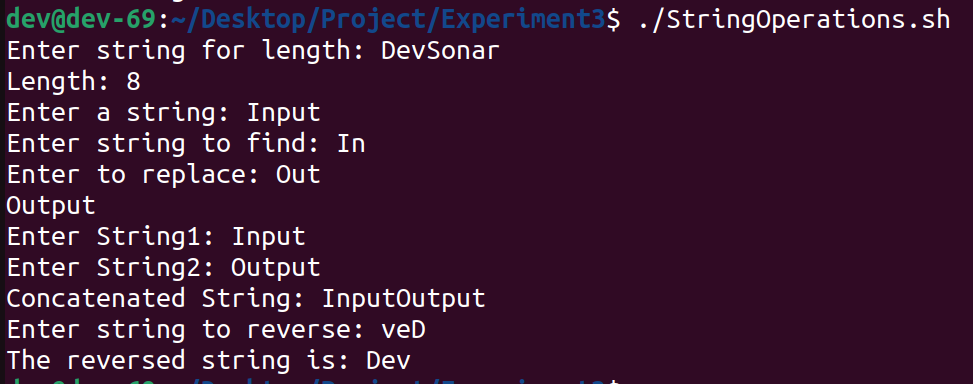 dev@dev-69:~/Desktop/Project/Experiment3$ ./StringOperations.sh
Enter string for length: DevSonar
Length: 8
Enter a string: Input
Enter string to find: In
Enter to replace: Out
Output
Enter String1: Input
Enter String2: Output
Concatenated String: InputOutput
Enter string to reverse: veD
The reversed string is: Dev